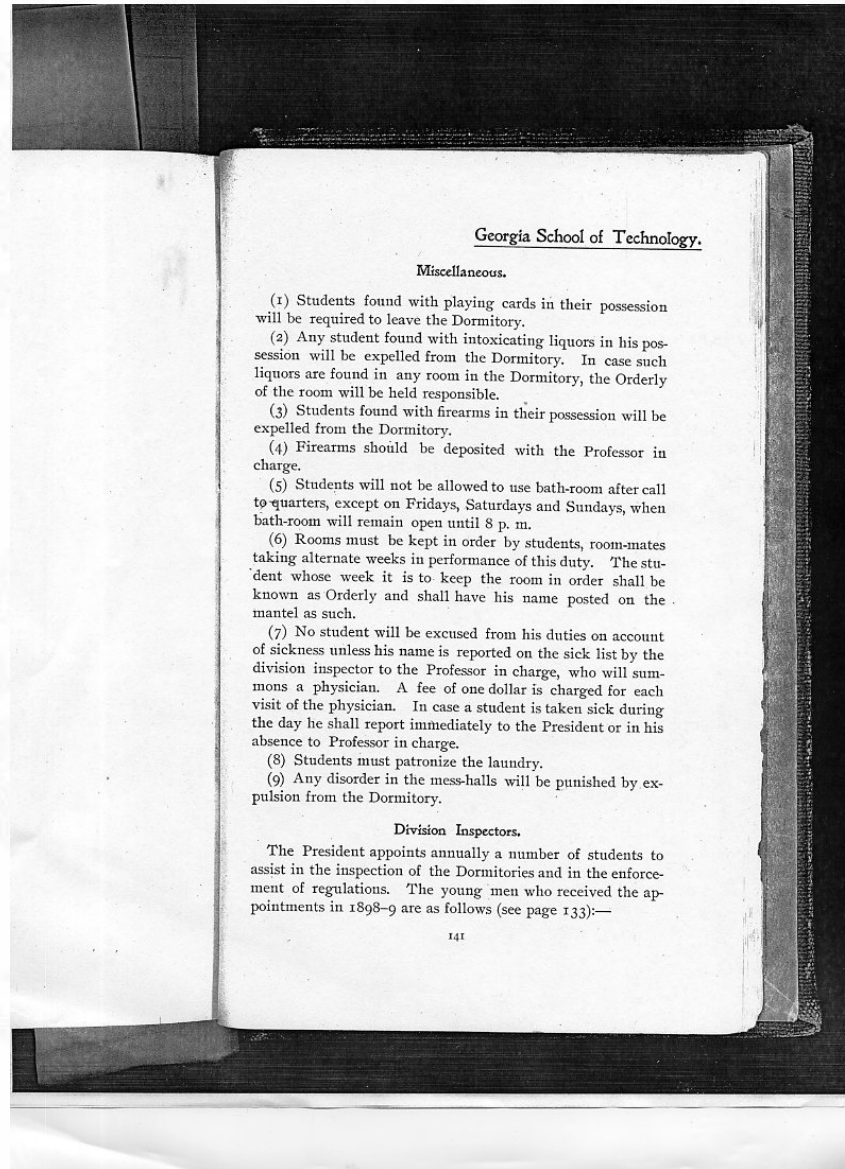 Georgia School of Technology.
Miscellaneous.
(1) Students found with playing cards in their possession
will be required to leave the Dormitory.
(2) Any student found with intoxicating liquors in his pos-
session will be expelled from the Dormitory. In case such
liquors are found in any room in the Dormitory, the Orderly
of the room will be held responsible.
(3) Students found with firearms in their possession will be
expelled from the Dormitory.
(4) Firearms should be deposited with the Professor in
charge.
(5) Students will not be allowed to use bath-room after call
to quarters, except on Fridays, Saturdays and Sundays, when
bath-room will remain open until 8 p. m.
(6) Rooms must be kept in order by students, room-mates
taking alternate weeks in performance of this duty. The stu-
dent whose week it is to keep the room in order shall be
known as Orderly and shall have his name posted on the
mantel as such.
(7) No student will be excused from his duties on account
of sickness unless his name is reported on the sick list by the
division inspector to the Professor in charge, who will sum-
mons a physician. A fee of one dollar is charged for each
visit of the physician. In case a student is taken sick during
the day he shall report immediately to the President or in his
absence to Professor in charge.
(8) Students must patronize the laundry.
(9) Any disorder in the mess-halls will be punished by ex-
pulsion from the Dormitory.
Division Inspectors.
The President appoints annually a number of students to
assist in the inspection of the Dormitories and in the enforce-
ment of regulations. The young men who received the ap-
pointments in 1898–9 are as follows (see page 133):—
141